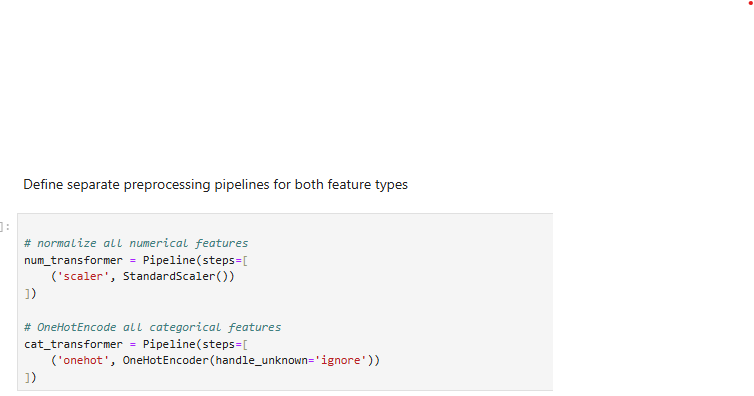 Define separate preprocessing pipelines for both feature types
]:
# normalize all numerical features
num_transformer = Pipeline(steps=[
    ('scaler', StandardScaler())
])
# OneHotEncode all categorical features
cat_transformer = Pipeline(steps=[
    ('onehot', OneHotEncoder(handle_unknown='ignore'))
])